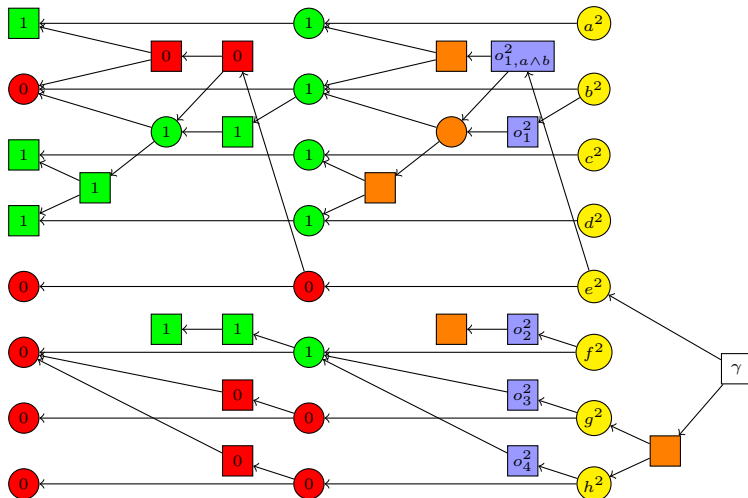 1 1 a²
0 0 o²₁,ₐ∧b
0 1 b²
1 1 o²₁
1 1 c²
1
1 1 d²
0 0 e²
1 1 o²₂
0 1 f²
γ
0 o²₃
0 0 g²
0 o²₄
0 0 h²